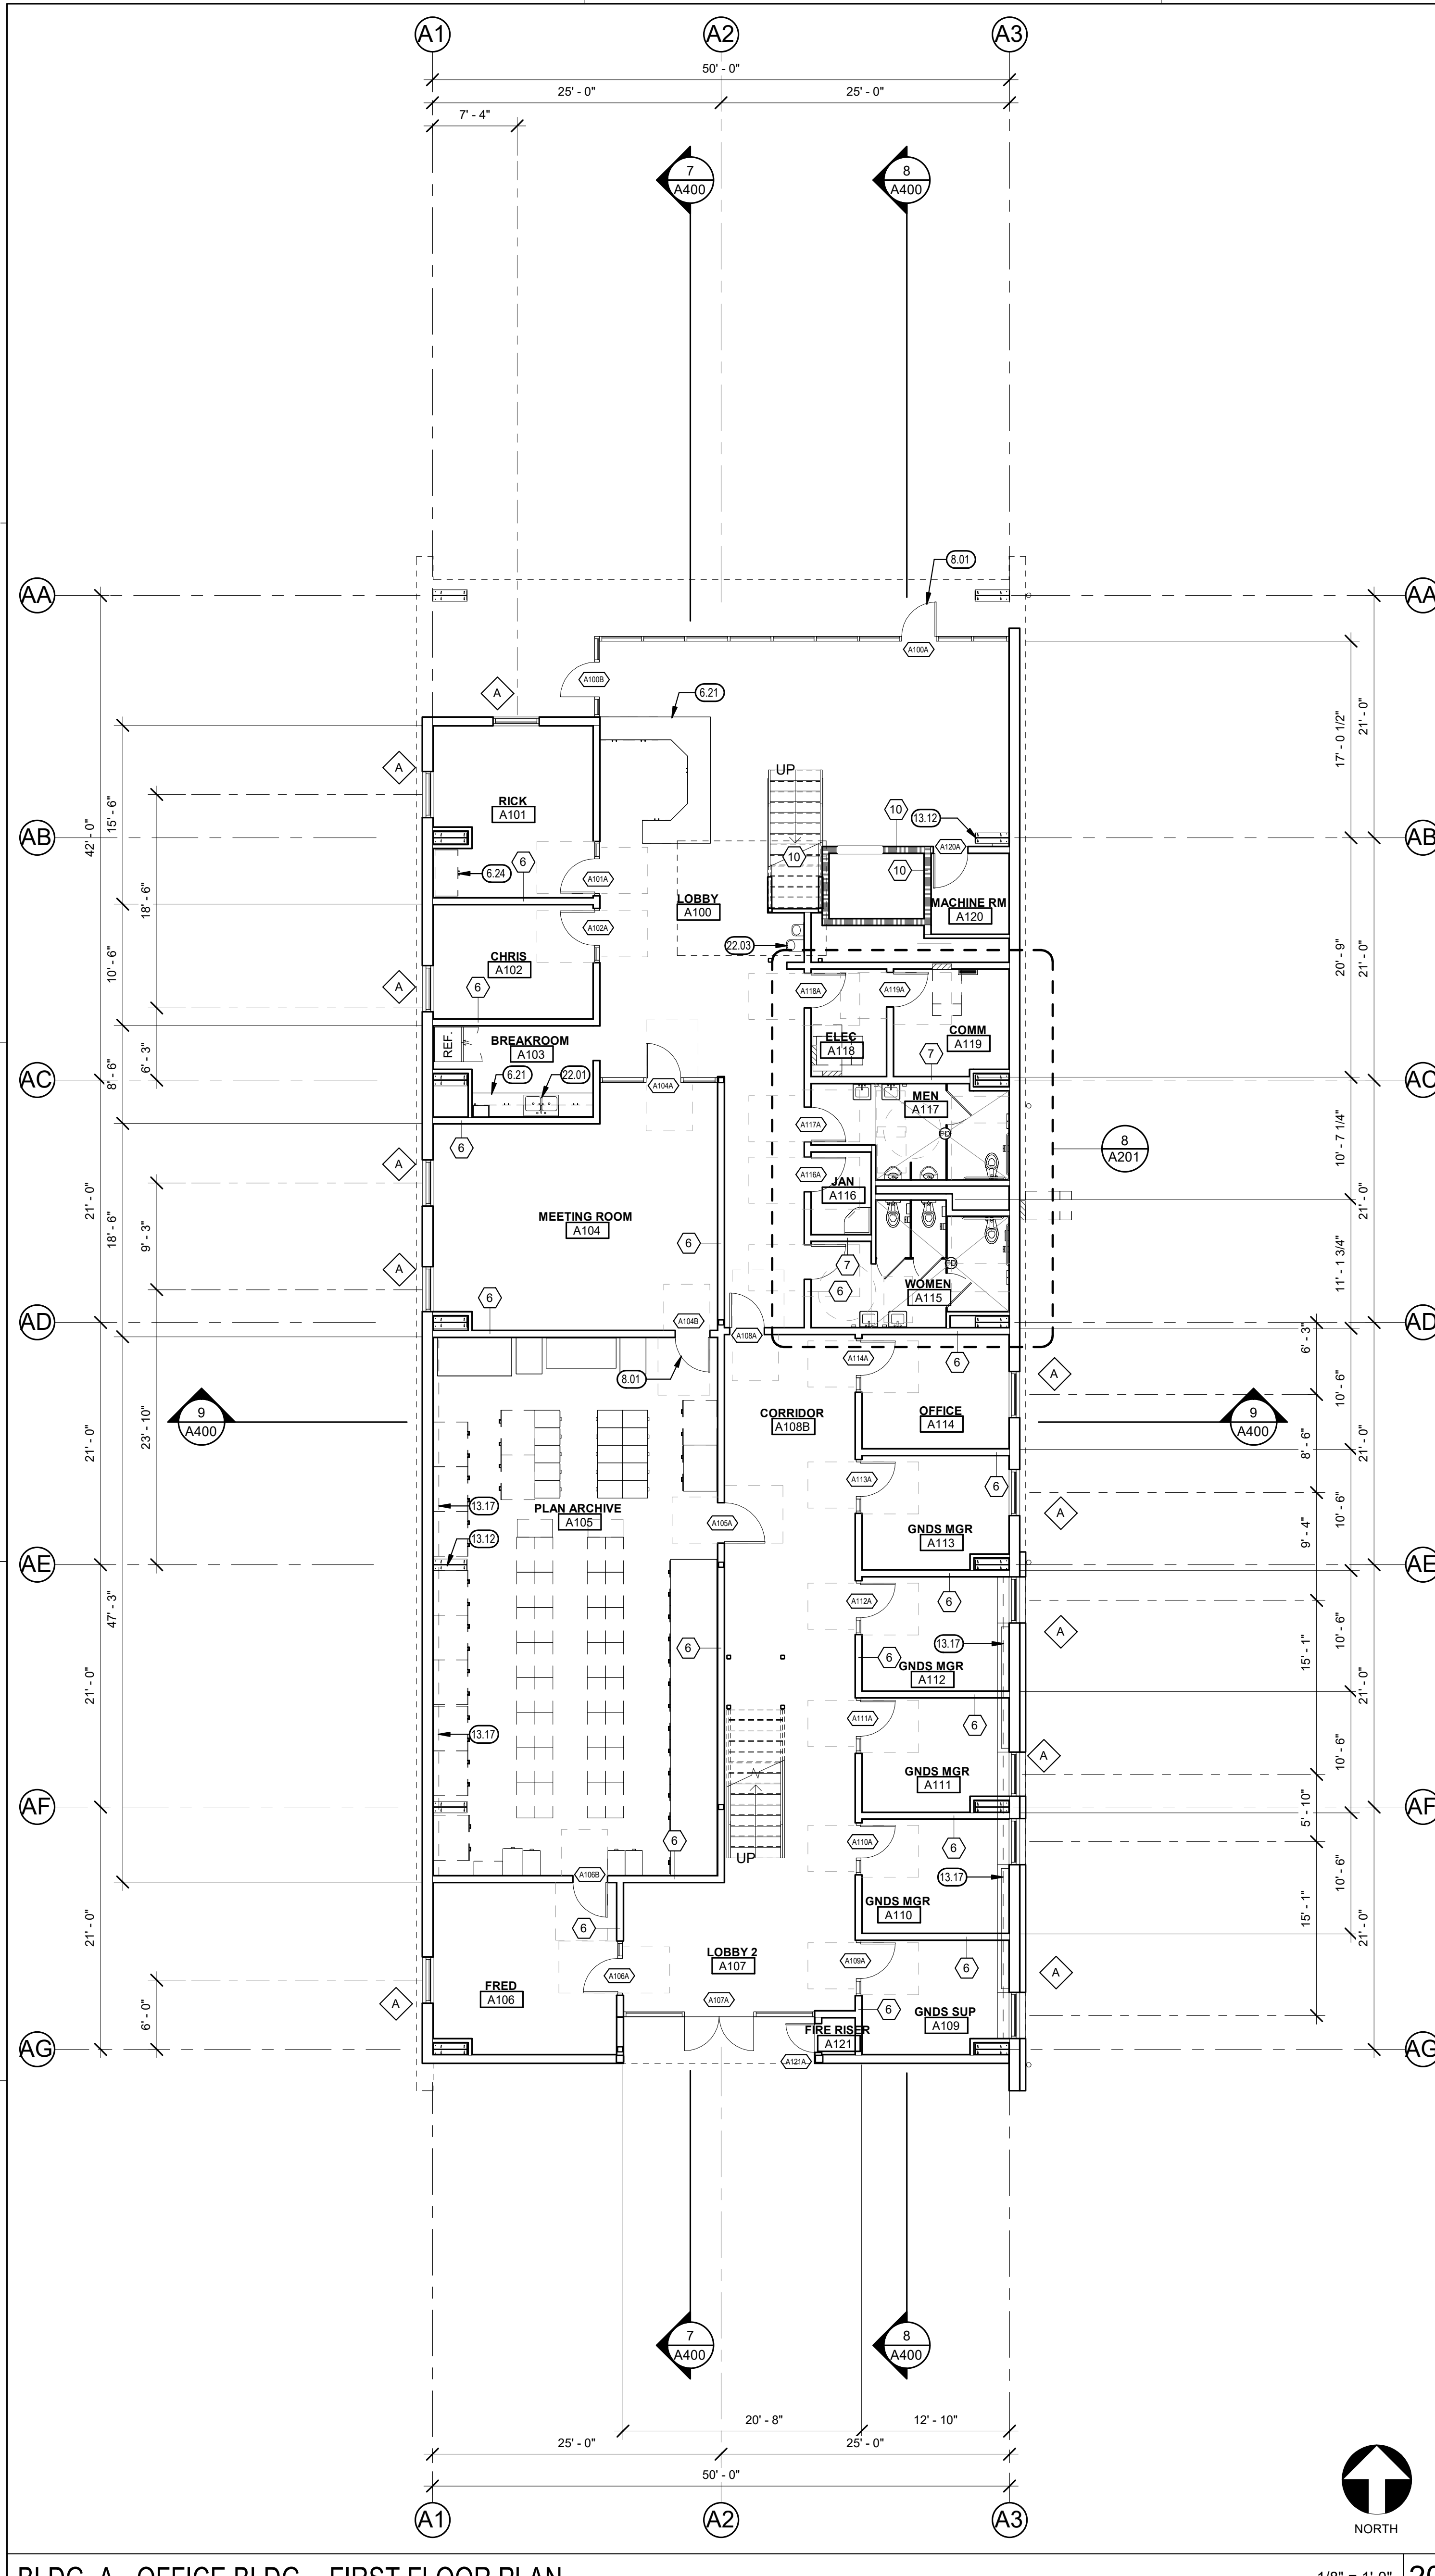 A1
A2
A3
50' - 0"
25' - 0"
25' - 0"
7' - 4"
7
A400
8
A400
8.01
AA
AA
A100A
A100B
6.21
A
A
UP
17' - 0 1/2"
21' - 0"
RICK
A101
10
13.12
42' - 0"
15' - 6"
AB
AB
A120A
10
10
6
6.24
A101A
18' - 6"
LOBBY
A100
MACHINE RM
A120
A102A
22.03
CHRIS
A102
10' - 6"
20' - 9"
21' - 0"
A
6
A118A
A119A
REF.
BREAKROOM
A103
ELEC
A118
COMM
A119
7
8' - 6"
6' - 3"
6.21
22.01
AC
AC
A104A
MEN
A117
A117A
FD
6
8
A201
10' - 7 1/4"
A
A116A
JAN
A116
21' - 0"
18' - 6"
9' - 3"
MEETING ROOM
A104
6
21' - 0"
7
FD
A
6
6
WOMEN
A115
11' - 1 3/4"
AD
AD
A104B
A108A
6' - 3"
8.01
A114A
6
A
10' - 6"
9
A400
9
A400
23' - 10"
21' - 0"
CORRIDOR
A108B
OFFICE
A114
8' - 6"
21' - 0"
A113A
6
13.17
PLAN ARCHIVE
A105
A105A
A
10' - 6"
GNDS MGR
A113
9' - 4"
13.12
AE
AE
A112A
6
47' - 3"
A
10' - 6"
15' - 1"
6
6
13.17
GNDS MGR
A112
21' - 0"
21' - 0"
A111A
6
13.17
A
10' - 6"
GNDS MGR
A111
5' - 10"
AF
AF
6
A110A
6
UP
A106B
13.17
10' - 6"
GNDS MGR
A110
15' - 1"
21' - 0"
21' - 0"
6
LOBBY 2
A107
A109A
6
A106A
A
FRED
A106
A107A
6
GNDS SUP
A109
6' - 0"
A
FIRE RISER
A121
AG
AG
A121A
7
A400
8
A400
20' - 8"
12' - 10"
25' - 0"
25' - 0"
50' - 0"
A1
A2
A3
NORTH